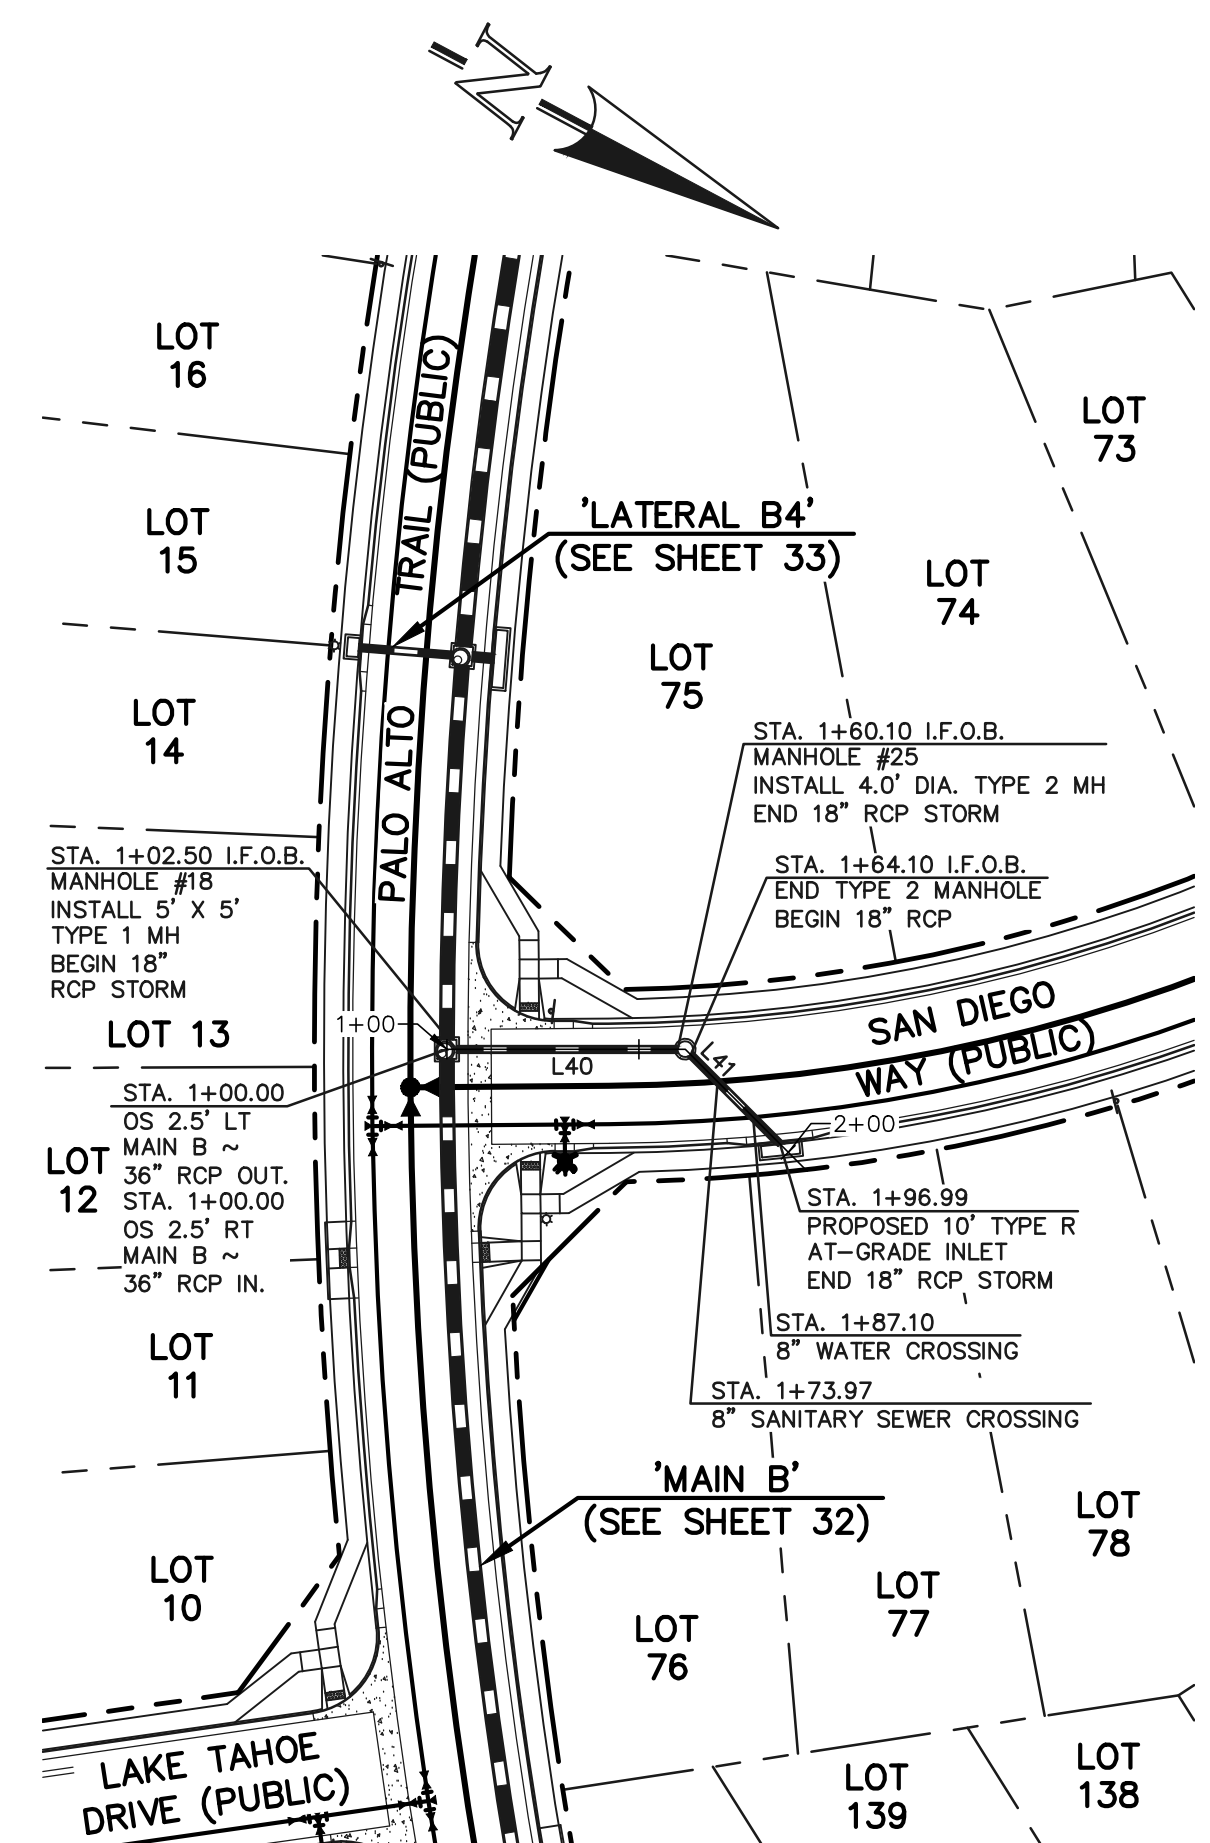 N
LOT
16
TRAIL (PUBLIC)
LOT
73
LOT
15
'LATERAL B4'
(SEE SHEET 33)
LOT
74
LOT
75
LOT
14
PALO ALTO
STA. 1+60.10 I.F.O.B.
MANHOLE #25
INSTALL 4.0' DIA. TYPE 2 MH
END 18" RCP STORM
STA. 1+02.50 I.F.O.B.
MANHOLE #18
INSTALL 5' X 5'
TYPE 1 MH
BEGIN 18"
RCP STORM
STA. 1+64.10 I.F.O.B.
END TYPE 2 MANHOLE
BEGIN 18" RCP
LOT 13
1+00
L40
L41
SAN DIEGO
WAY (PUBLIC)
STA. 1+00.00
OS 2.5' LT
MAIN B ~
36" RCP OUT.
STA. 1+00.00
OS 2.5' RT
MAIN B ~
36" RCP IN.
LOT
12
2+00
STA. 1+96.99
PROPOSED 10' TYPE R
AT-GRADE INLET
END 18" RCP STORM
STA. 1+87.10
8" WATER CROSSING
STA. 1+73.97
8" SANITARY SEWER CROSSING
LOT
11
'MAIN B'
(SEE SHEET 32)
LOT
78
LOT
10
LOT
77
LOT
76
LAKE TAHOE
DRIVE (PUBLIC)
LOT
139
LOT
138